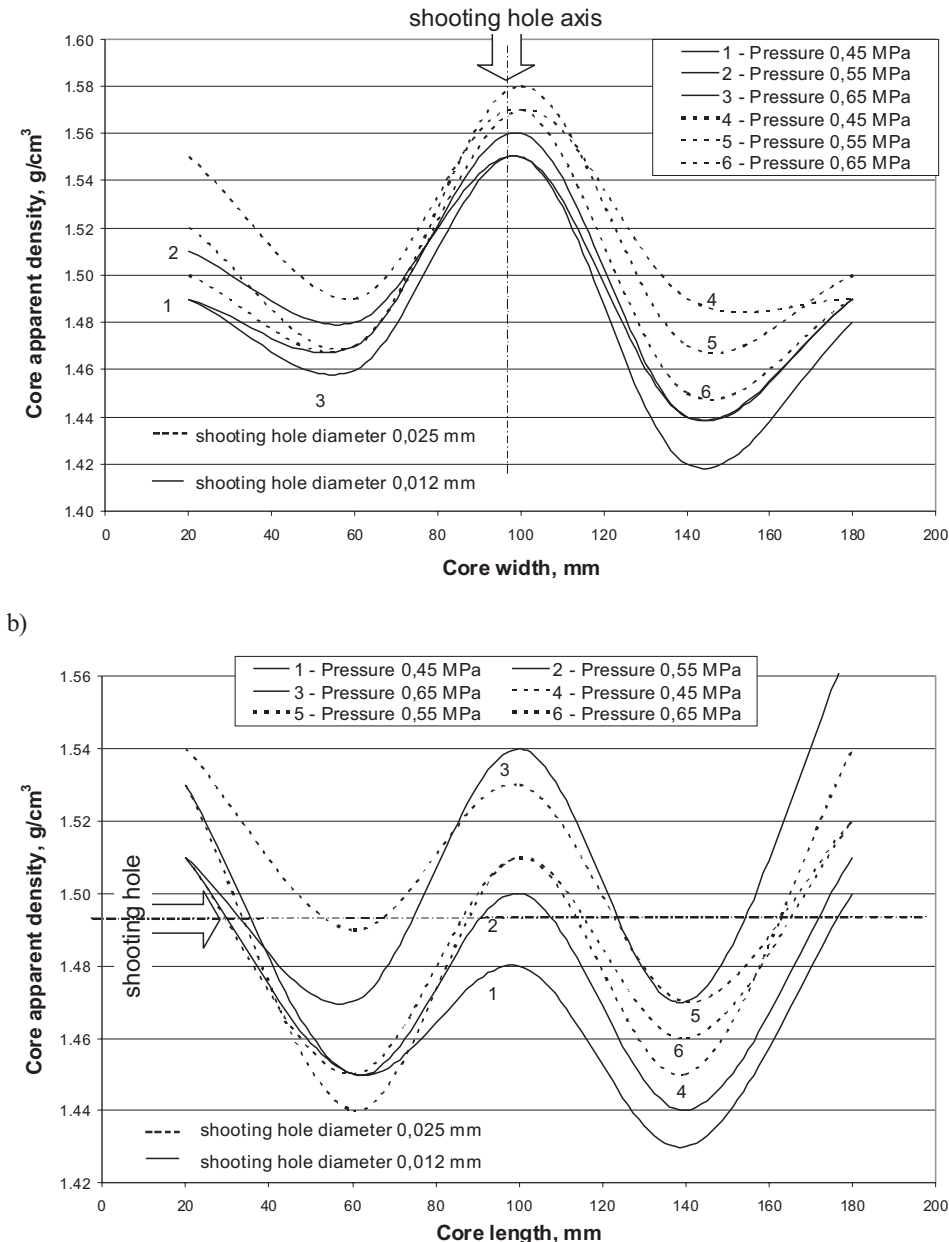 shooting hole axis
1.60
1.58
1.56
1.54
1.52
1.50
1.48
1.46
1.44
1.42
1.40
Core apparent density, g/cm³
1 - Pressure 0,45 MPa
2 - Pressure 0,55 MPa
3 - Pressure 0,65 MPa
4 - Pressure 0,45 MPa
5 - Pressure 0,55 MPa
6 - Pressure 0,65 MPa
2
1
3
4
5
6
shooting hole diameter 0,025 mm
shooting hole diameter 0,012 mm
0 20 40 60 80 100 120 140 160 180 200
Core width, mm
b)
1 - Pressure 0,45 MPa 2 - Pressure 0,55 MPa
3 - Pressure 0,65 MPa 4 - Pressure 0,45 MPa
5 - Pressure 0,55 MPa 6 - Pressure 0,65 MPa
1.56
1.54
1.52
1.50
1.48
1.46
1.44
1.42
Core apparent density, g/cm³
shooting hole
3
2
1
5
6
4
shooting hole diameter 0,025 mm
shooting hole diameter 0,012 mm
0 20 40 60 80 100 120 140 160 180 200
Core length, mm